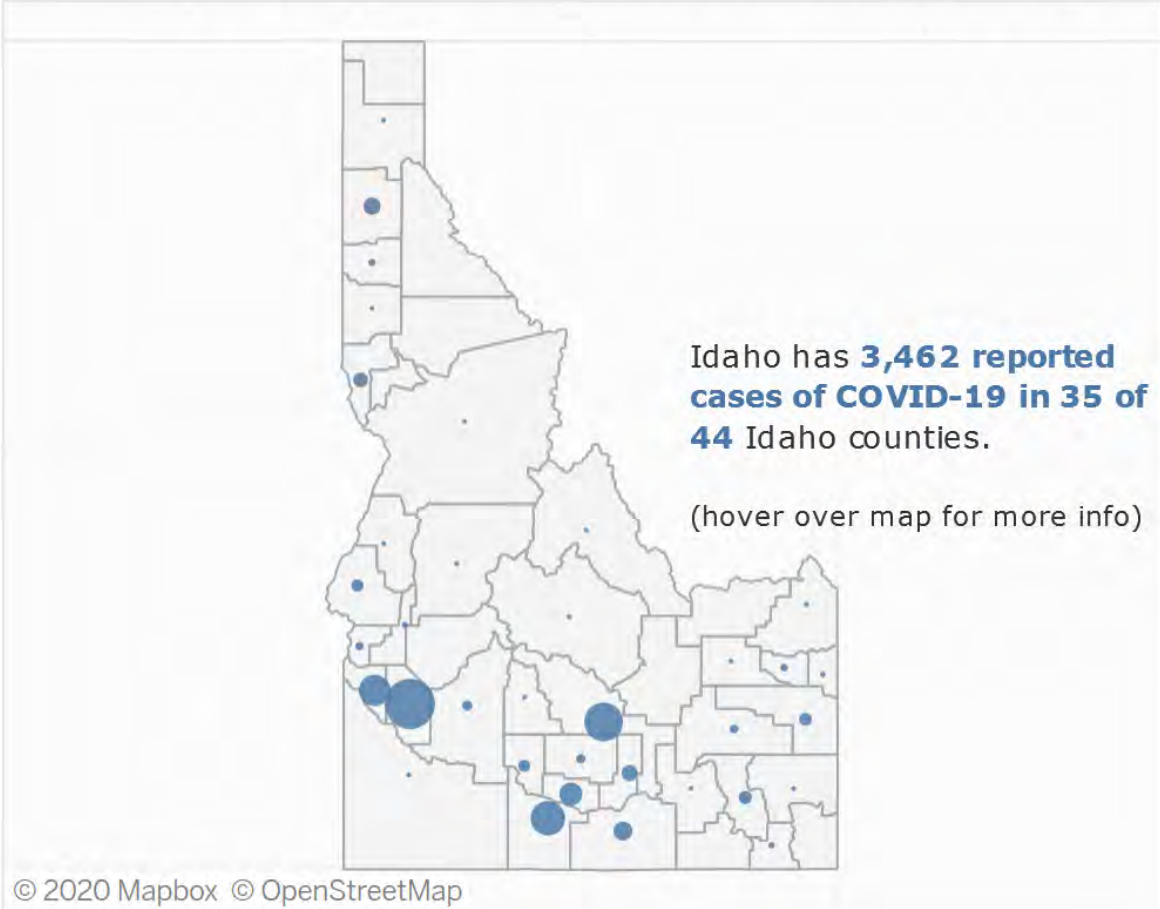 Idaho has 3,462 reported
cases of COVID-19 in 35 of
44 Idaho counties.
(hover over map for more info)
© 2020 Mapbox © OpenStreetMap